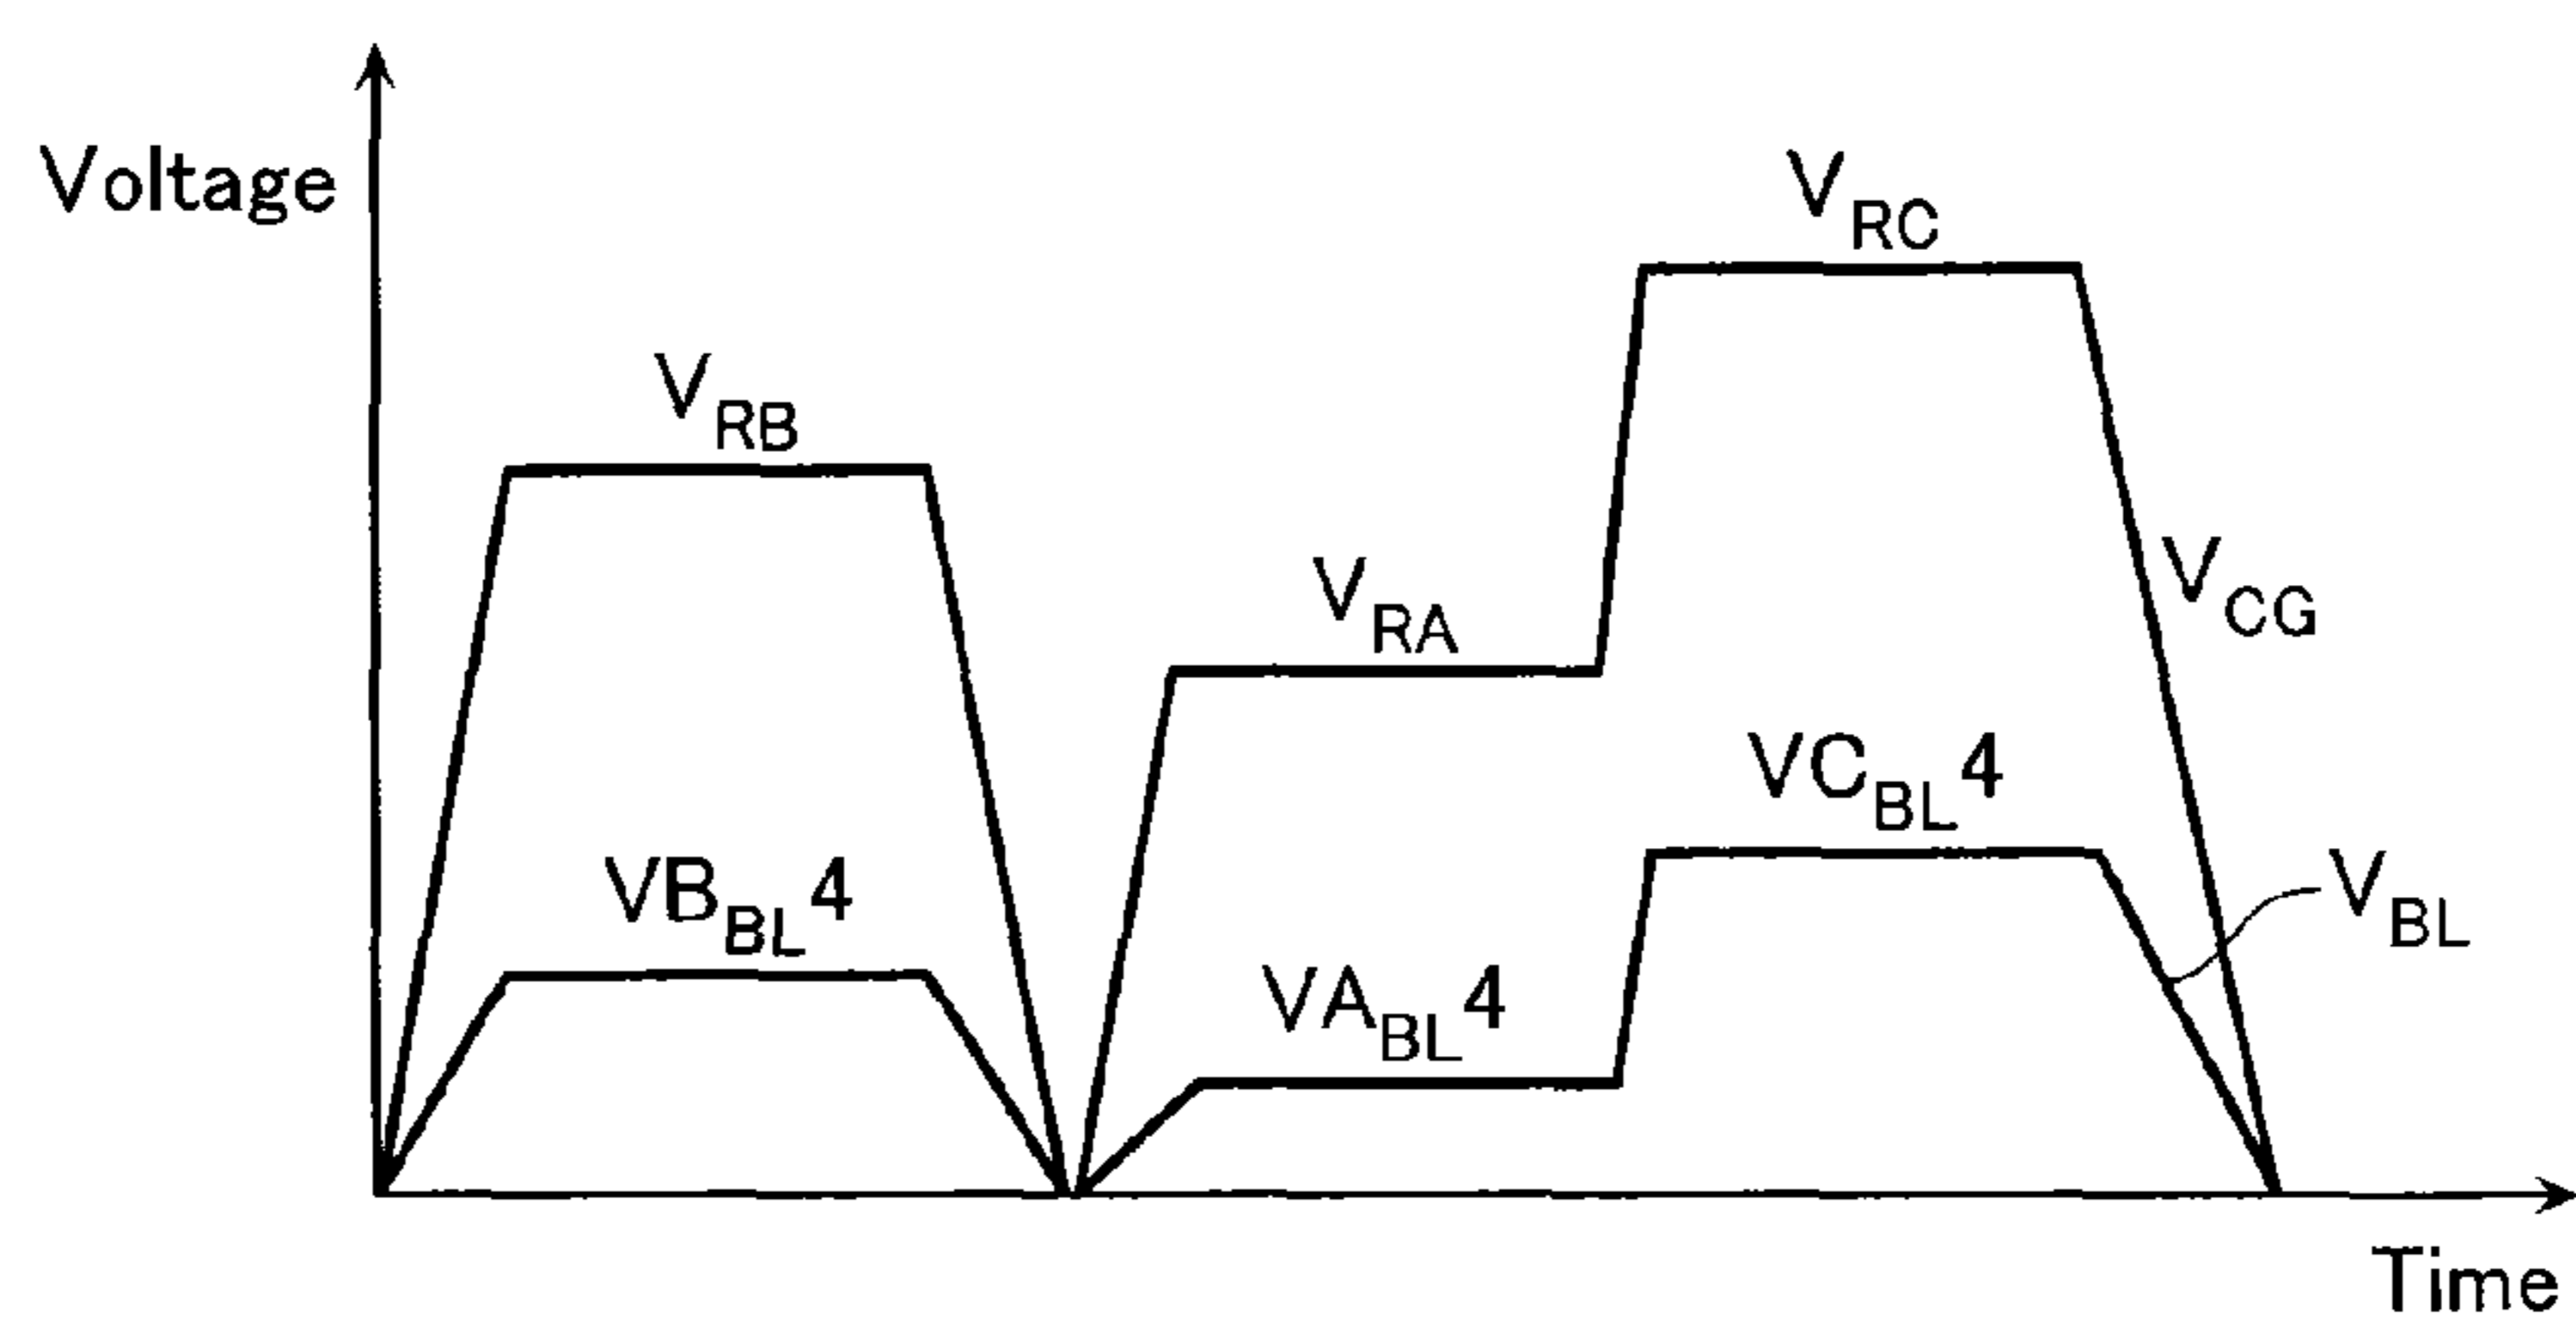 Voltage
V_RC
V_RB
V_RA
V_CG
VC_BL4
VB_BL4
V_BL
VA_BL4
Time